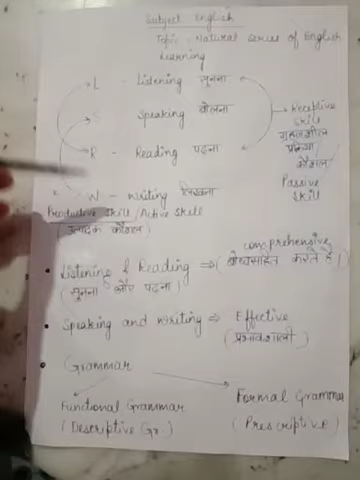 Subject English
Topic - Natural series of English
Learning
L - Listening सुनना
S Speaking बोलना
R - Reading पढ़ना
W - Writing लिखना
Receptive
Skill
ग्रहणशील
कौशल
Passive
Skill
Productive Skill / Active Skill
(उत्पादक कौशल)
Listening & Reading ⇒ comprehensive
(सुनना और पढ़ना)
Speaking and writing ⇒ Effective
(प्रभावशाली)
Grammar
Functional Grammar
(Descriptive Gr.)
Formal Grammar
(Prescriptive)